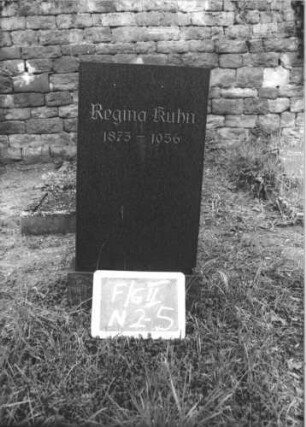 Regina Kuhn
1873 – 1956
F/G II
N 2-5